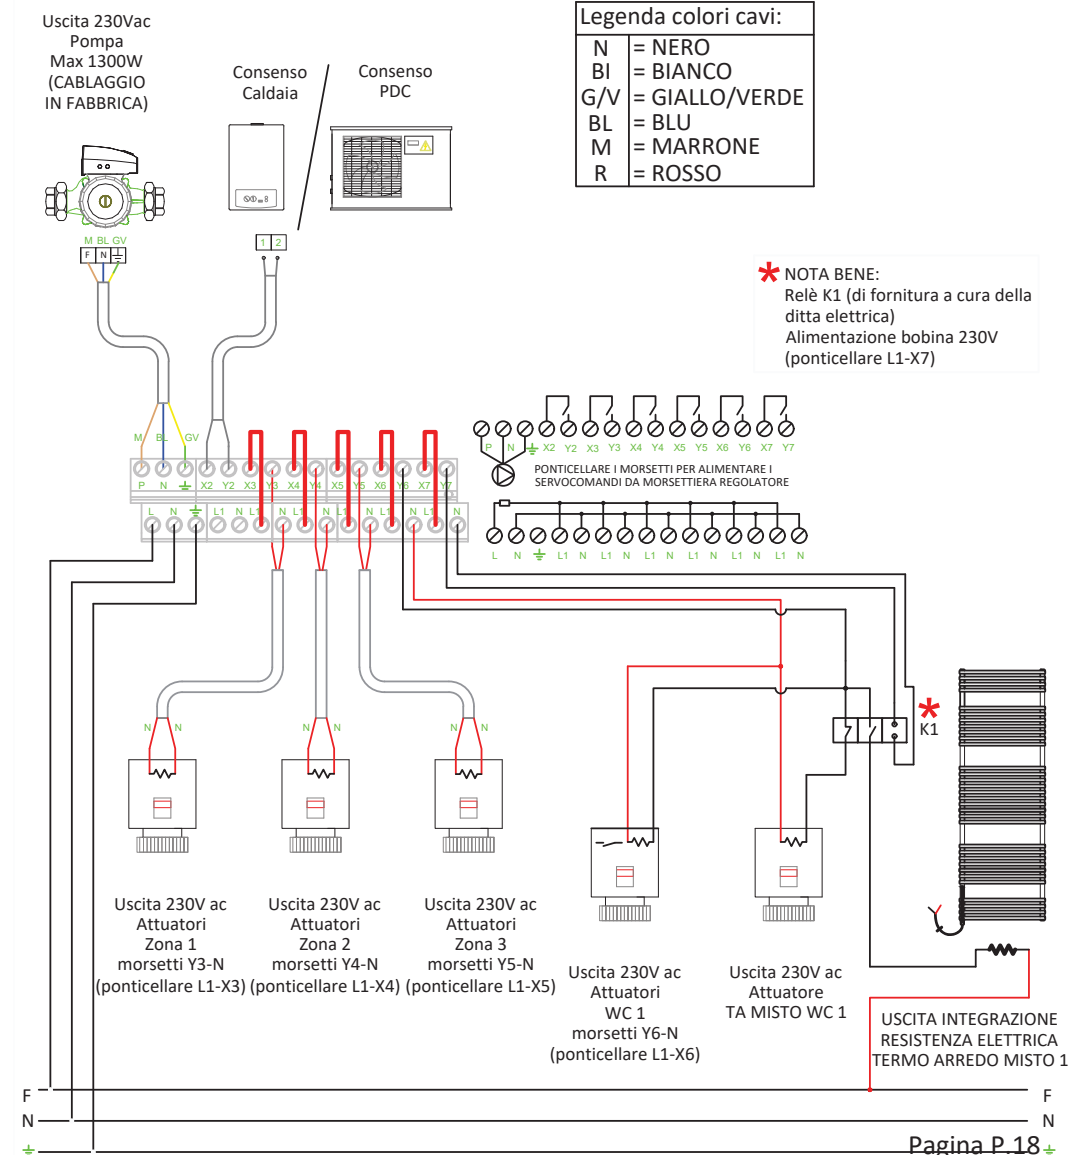 Uscita 230Vac
Pompa
Max 1300W
(CABLAGGIO
IN FABBRICA)
Consenso
Caldaia
Consenso
PDC
Legenda colori cavi:
N = NERO
BI = BIANCO
G/V = GIALLO/VERDE
BL = BLU
M = MARRONE
R = ROSSO
M BL GV
F N
1 2
* NOTA BENE:
Relè K1 (di fornitura a cura della
ditta elettrica)
Alimentazione bobina 230V
(ponticellare L1-X7)
M BL GV
P N X2 Y2 X3 Y3 X4 Y4 X5 Y5 X6 Y6 X7 Y7
L N L1 N L1 N L1 N L1 N L1 N L1 N
P N X2 Y2 X3 Y3 X4 Y4 X5 Y5 X6 Y6 X7 Y7
PONTICELLARE I MORSETTI PER ALIMENTARE I
SERVOCOMANDI DA MORSETTIERA REGOLATORE
L N L1 N L1 N L1 N L1 N L1 N L1 N
N N N N N N
*
K1
Uscita 230V ac
Attuatori
Zona 1
morsetti Y3-N
(ponticellare L1-X3)
Uscita 230V ac
Attuatori
Zona 2
morsetti Y4-N
(ponticellare L1-X4)
Uscita 230V ac
Attuatori
Zona 3
morsetti Y5-N
(ponticellare L1-X5)
Uscita 230V ac
Attuatori
WC 1
morsetti Y6-N
(ponticellare L1-X6)
Uscita 230V ac
Attuatore
TA MISTO WC 1
USCITA INTEGRAZIONE
RESISTENZA ELETTRICA
TERMO ARREDO MISTO 1
F F
N N
Pagina P.18